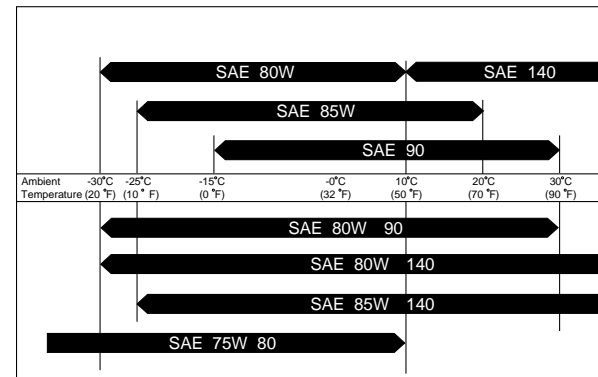 SAE 80W SAE 140
SAE 85W
SAE 90
Ambient -30°C -25°C -15°C -0°C 10°C 20°C 30°C
Temperature (20 °F) (10 ° F) (0 °F) (32 °F) (50 °F) (70 °F) (90 °F)
SAE 80W 90
SAE 80W 140
SAE 85W 140
SAE 75W 80